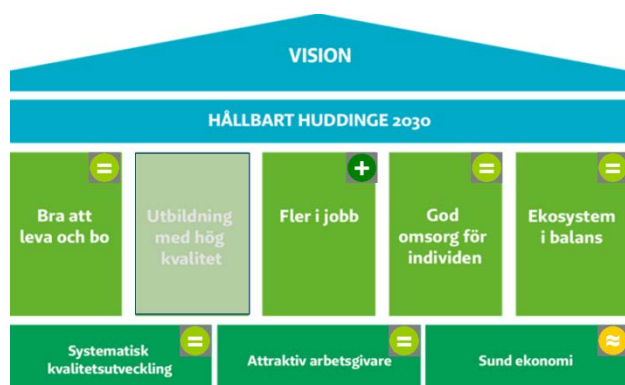 VISION
HÅLLBART HUDDINGE 2030
=
+
=
=
Bra att
leva och bo
Utbildning
med hög
kvalitet
Fler i jobb
God
omsorg för
individen
Ekosystem
i balans
=
=
≈
Systematisk
kvalitetsutveckling
Attraktiv arbetsgivare
Sund ekonomi